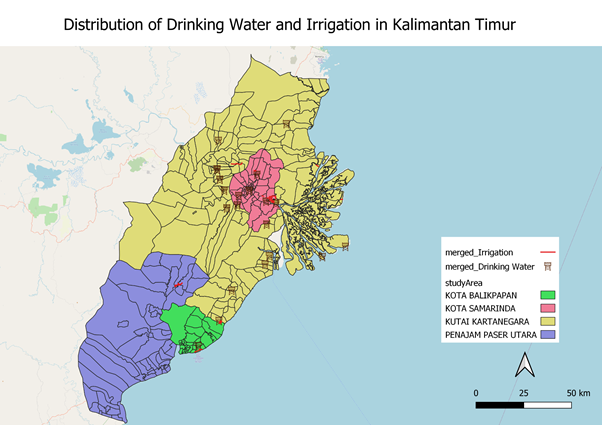 Distribution of Drinking Water and Irrigation in Kalimantan Timur
merged_Irrigation
merged_Drinking Water
studyArea
KOTA BALIKPAPAN
KOTA SAMARINDA
KUTAI KARTANEGARA
PENAJAM PASER UTARA
0 25 50 km